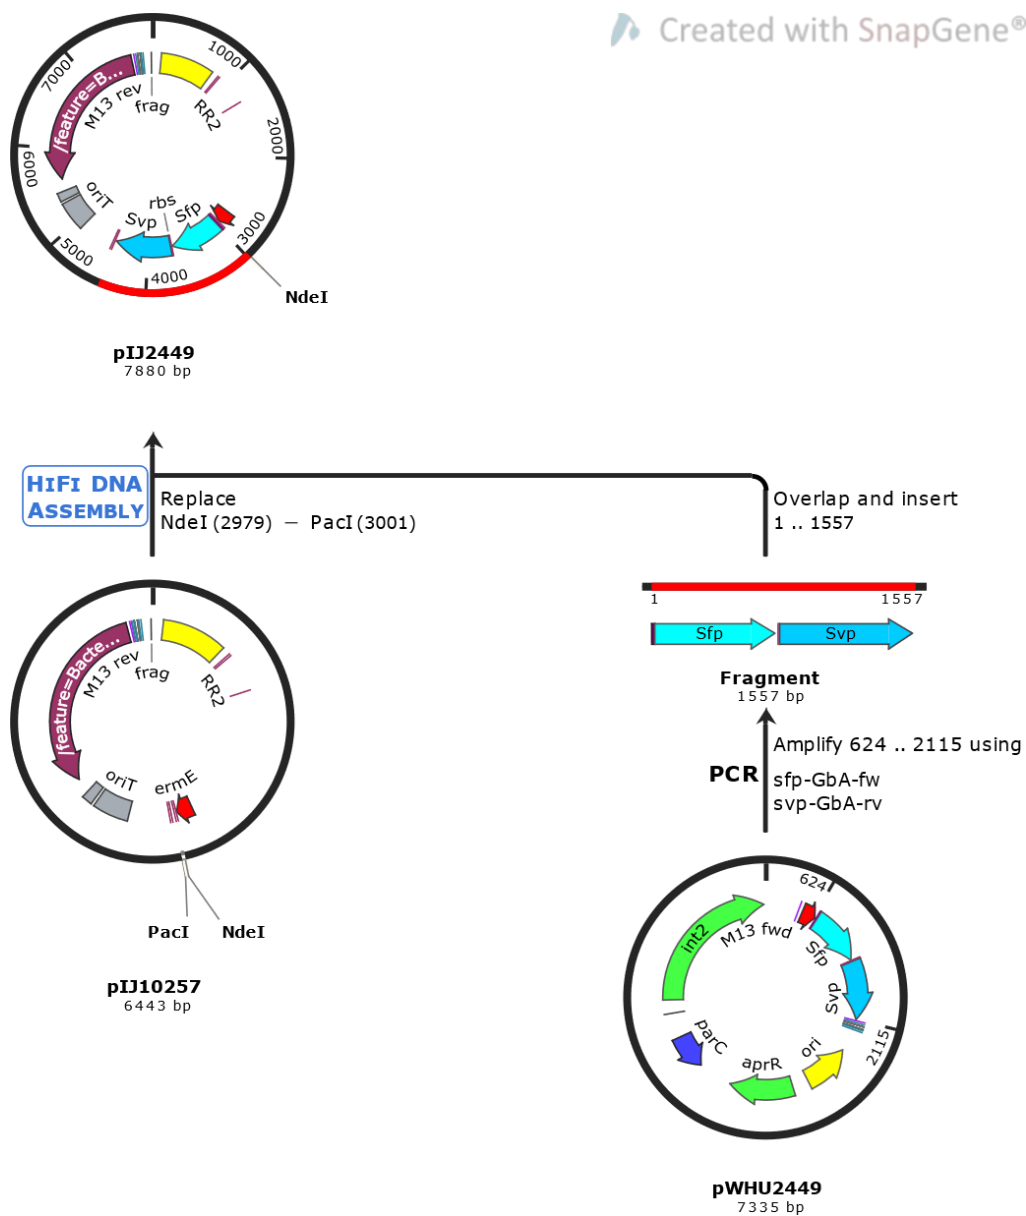 Created with SnapGene®
1000
2000
3000
4000
5000
6000
7000
/feature=B...
M13 rev
frag
RR2
oriT
rbs
Svp
Sfp
NdeI
pIJ2449
7880 bp
HIFI DNA
ASSEMBLY
Replace
NdeI (2979) – PacI (3001)
Overlap and insert
1 .. 1557
1
1557
Sfp
Svp
Fragment
1557 bp
/feature=Bacte...
M13 rev
frag
RR2
oriT
ermE
PacI
NdeI
pIJ10257
6443 bp
PCR
Amplify 624 .. 2115 using
sfp-GbA-fw
svp-GbA-rv
624
int2
M13 fwd
Sfp
Svp
2115
parC
aprR
ori
pWHU2449
7335 bp